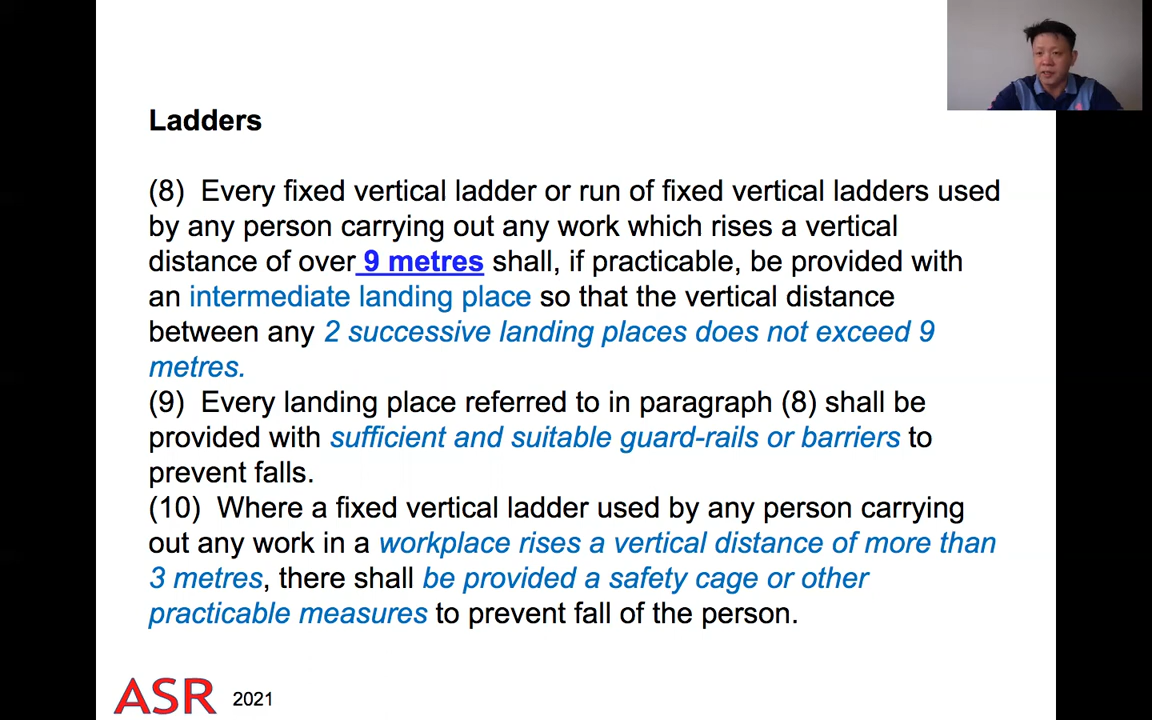 Ladders
(8) Every fixed vertical ladder or run of fixed vertical ladders used
by any person carrying out any work which rises a vertical
distance of over 9 metres shall, if practicable, be provided with
an intermediate landing place so that the vertical distance
between any 2 successive landing places does not exceed 9
metres.
(9) Every landing place referred to in paragraph (8) shall be
provided with sufficient and suitable guard-rails or barriers to
prevent falls.
(10) Where a fixed vertical ladder used by any person carrying
out any work in a workplace rises a vertical distance of more than
3 metres, there shall be provided a safety cage or other
practicable measures to prevent fall of the person.
ASR 2021